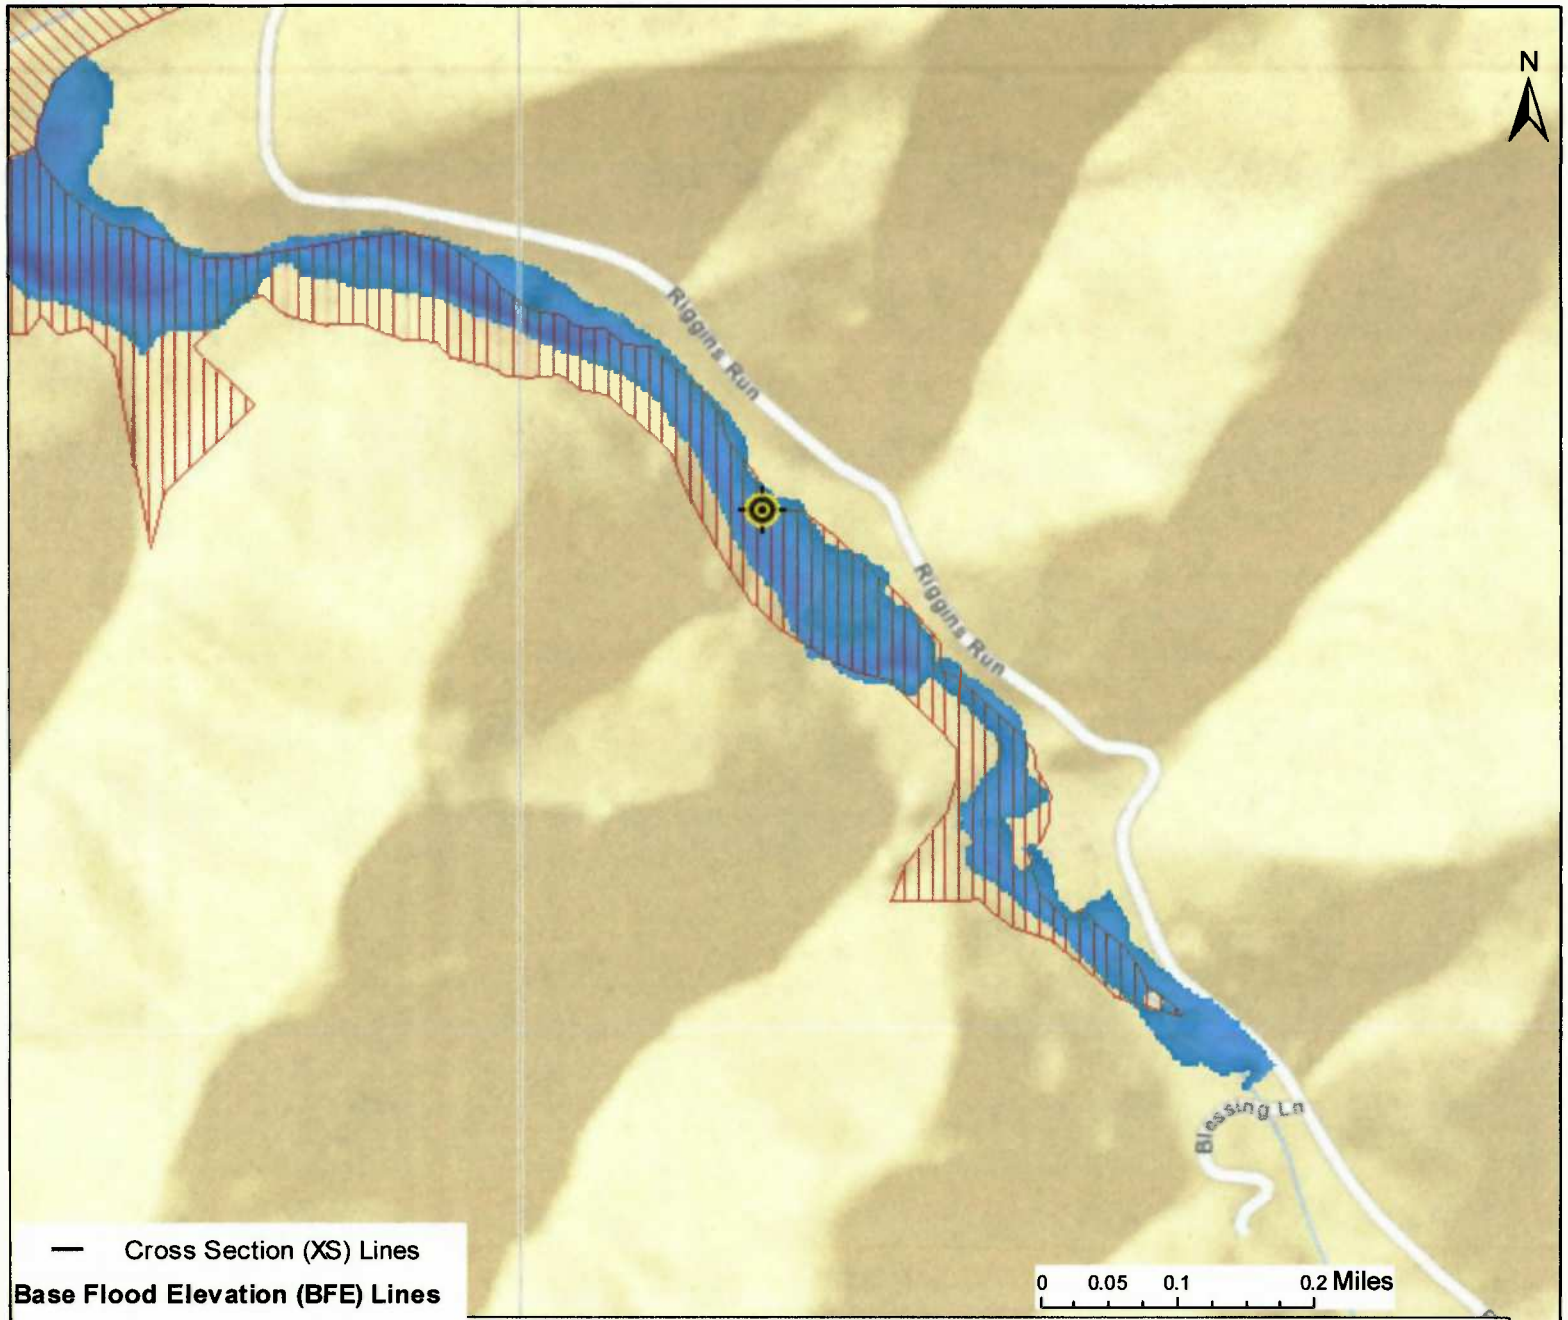 N
Riggins Run
Riggins Run
Blessing Ln
Cross Section (XS) Lines
Base Flood Elevation (BFE) Lines
0 0.05 0.1 0.2 Miles